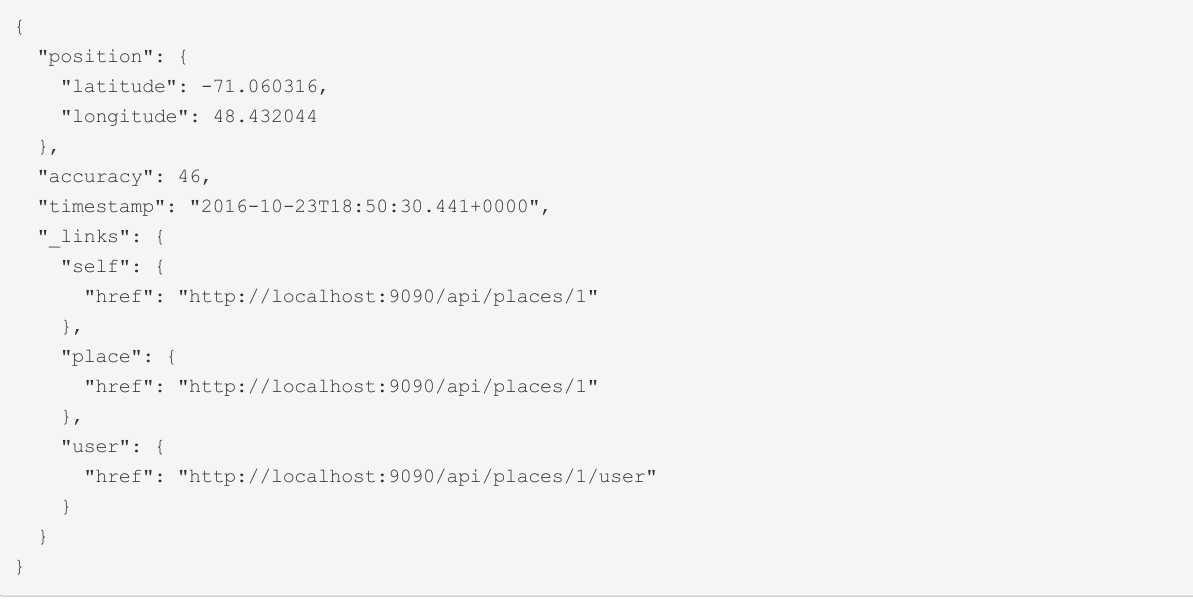 {
  "position": {
    "latitude": -71.060316,
    "longitude": 48.432044
  },
  "accuracy": 46,
  "timestamp": "2016-10-23T18:50:30.441+0000",
  "_links": {
    "self": {
      "href": "http://localhost:9090/api/places/1"
    },
    "place": {
      "href": "http://localhost:9090/api/places/1"
    },
    "user": {
      "href": "http://localhost:9090/api/places/1/user"
    }
  }
}